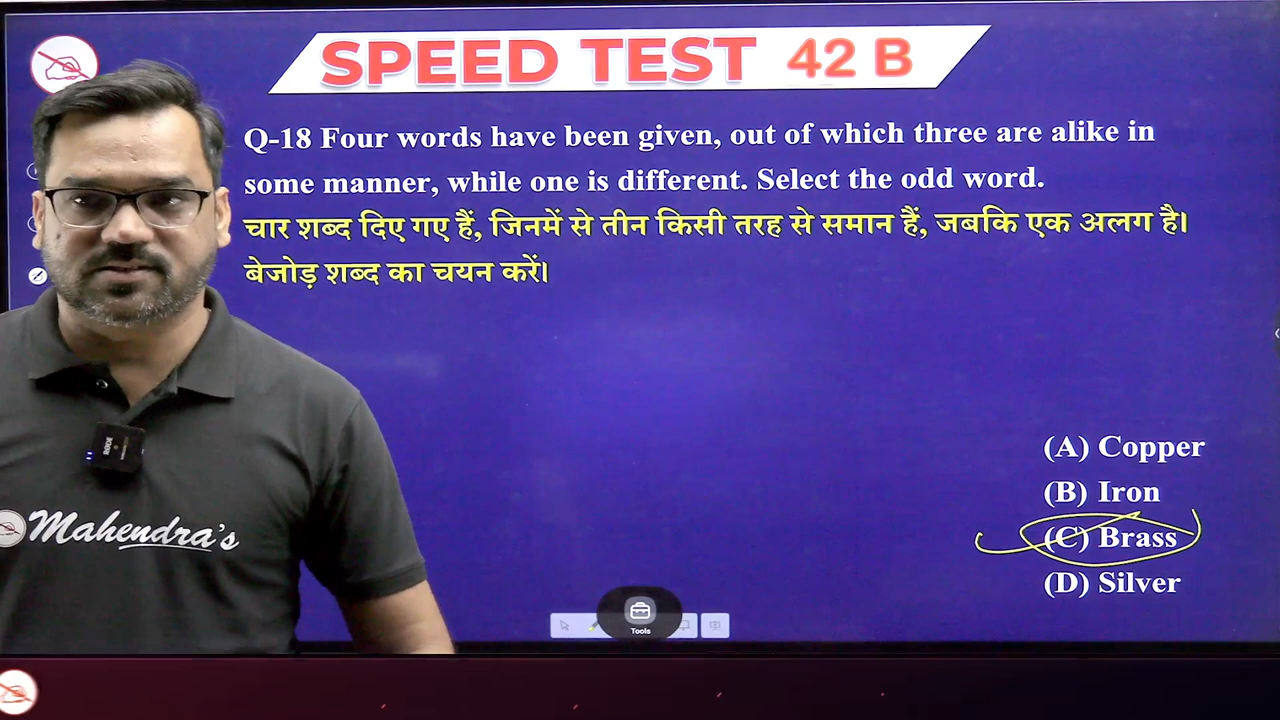 SPEED TEST 42 B
Q-18 Four words have been given, out of which three are alike in
some manner, while one is different. Select the odd word.
चार शब्द दिए गए हैं, जिनमें से तीन किसी तरह से समान हैं, जबकि एक अलग है।
बेजोड़ शब्द का चयन करें।
(A) Copper
(B) Iron
(C) Brass
(D) Silver
RODE
Mahendra's
Tools